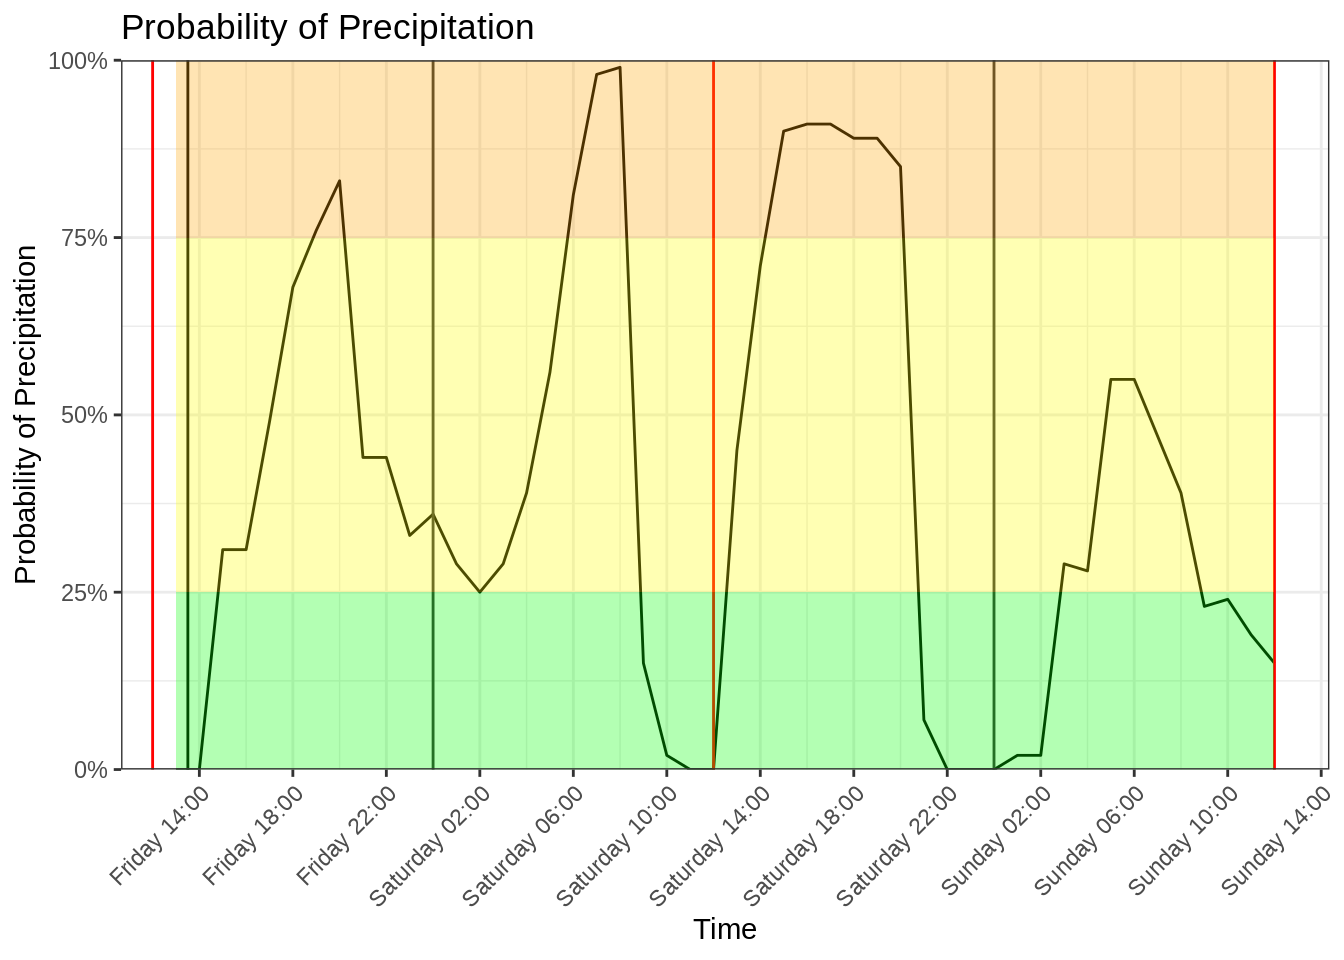 Probability of Precipitation
Probability of Precipitation
100%
75%
50%
25%
0%
Friday 14:00
Friday 18:00
Friday 22:00
Saturday 02:00
Saturday 06:00
Saturday 10:00
Saturday 14:00
Saturday 18:00
Saturday 22:00
Sunday 02:00
Sunday 06:00
Sunday 10:00
Sunday 14:00
Time